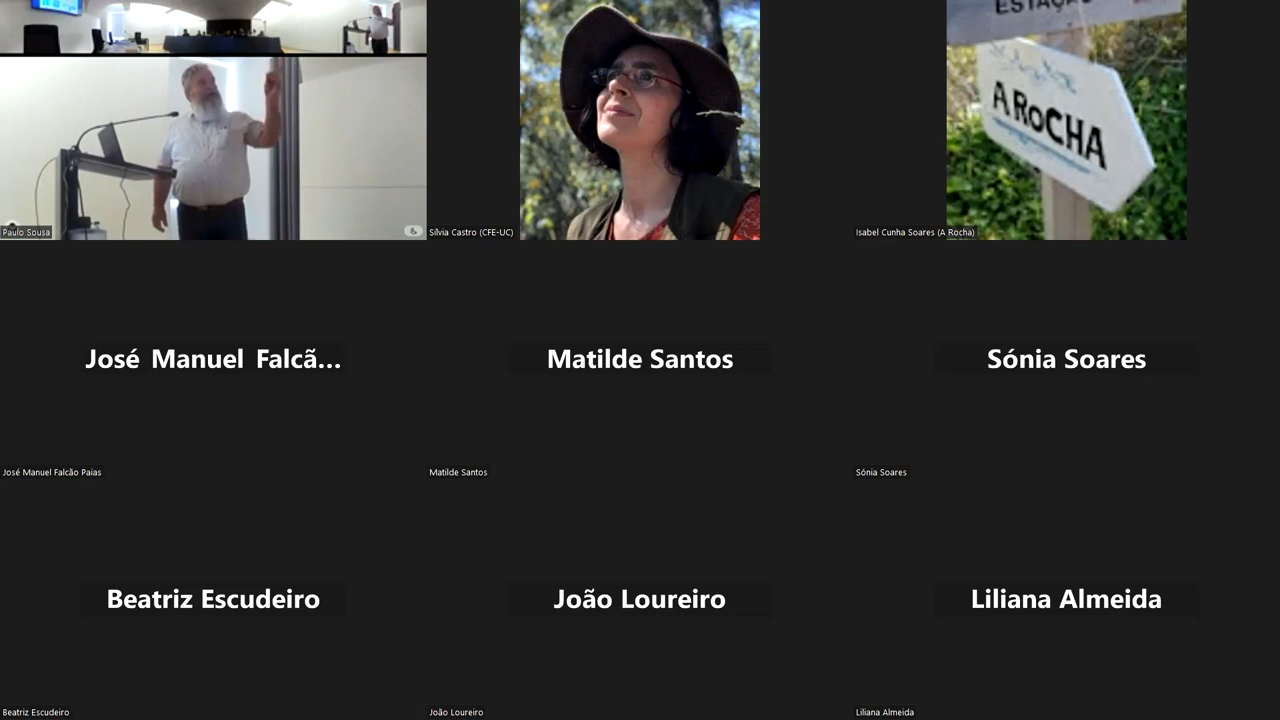 ESTAÇÃO
A ROCHA
Paulo Sousa
Sílvia Castro (CFE-UC)
Isabel Cunha Soares (A Rocha)
José Manuel Falcã...
Matilde Santos
Sónia Soares
José Manuel Falcão Paias
Matilde Santos
Sónia Soares
Beatriz Escudeiro
João Loureiro
Liliana Almeida
Beatriz Escudeiro
João Loureiro
Liliana Almeida